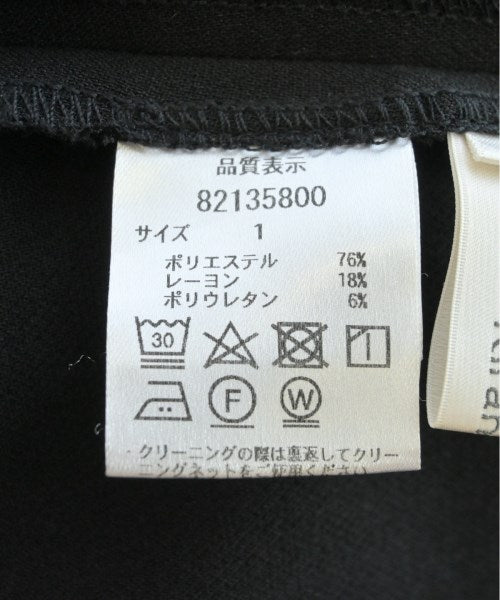 品質表示
82135800
サイズ 1
ポリエステル 76%
レーヨン 18%
ポリウレタン 6%
30
F W
クリーニングの際は裏返してクリー
ニングネットをご使用ください